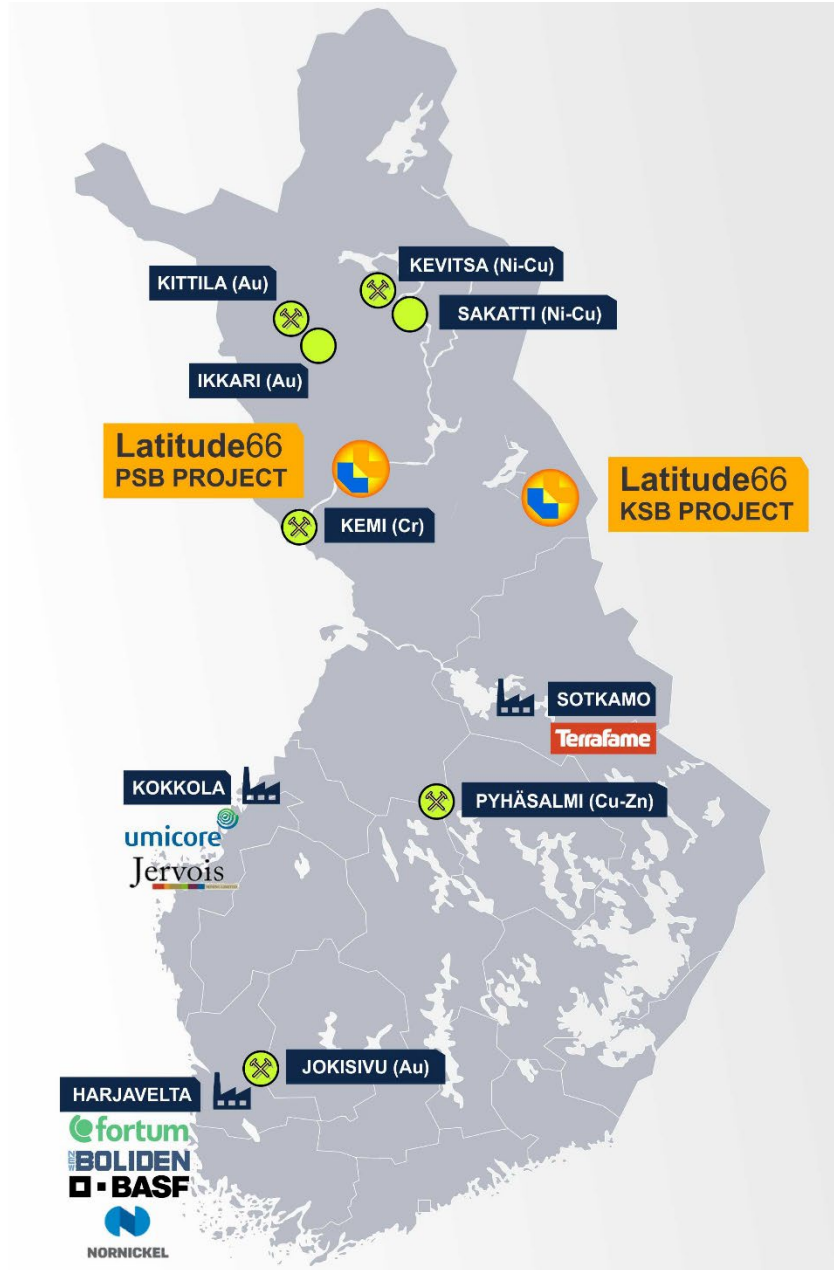 KEVITSA (Ni-Cu)
KITTILA (Au)
SAKATTI (Ni-Cu)
IKKARI (Au)
Latitude66
PSB PROJECT
Latitude66
KSB PROJECT
KEMI (Cr)
SOTKAMO
Terrafame
KOKKOLA
PYHÄSALMI (Cu-Zn)
umicore
Jervois
JOKISIVU (Au)
HARJAVELTA
fortum
NEW BOLIDEN
BASF
NORNICKEL